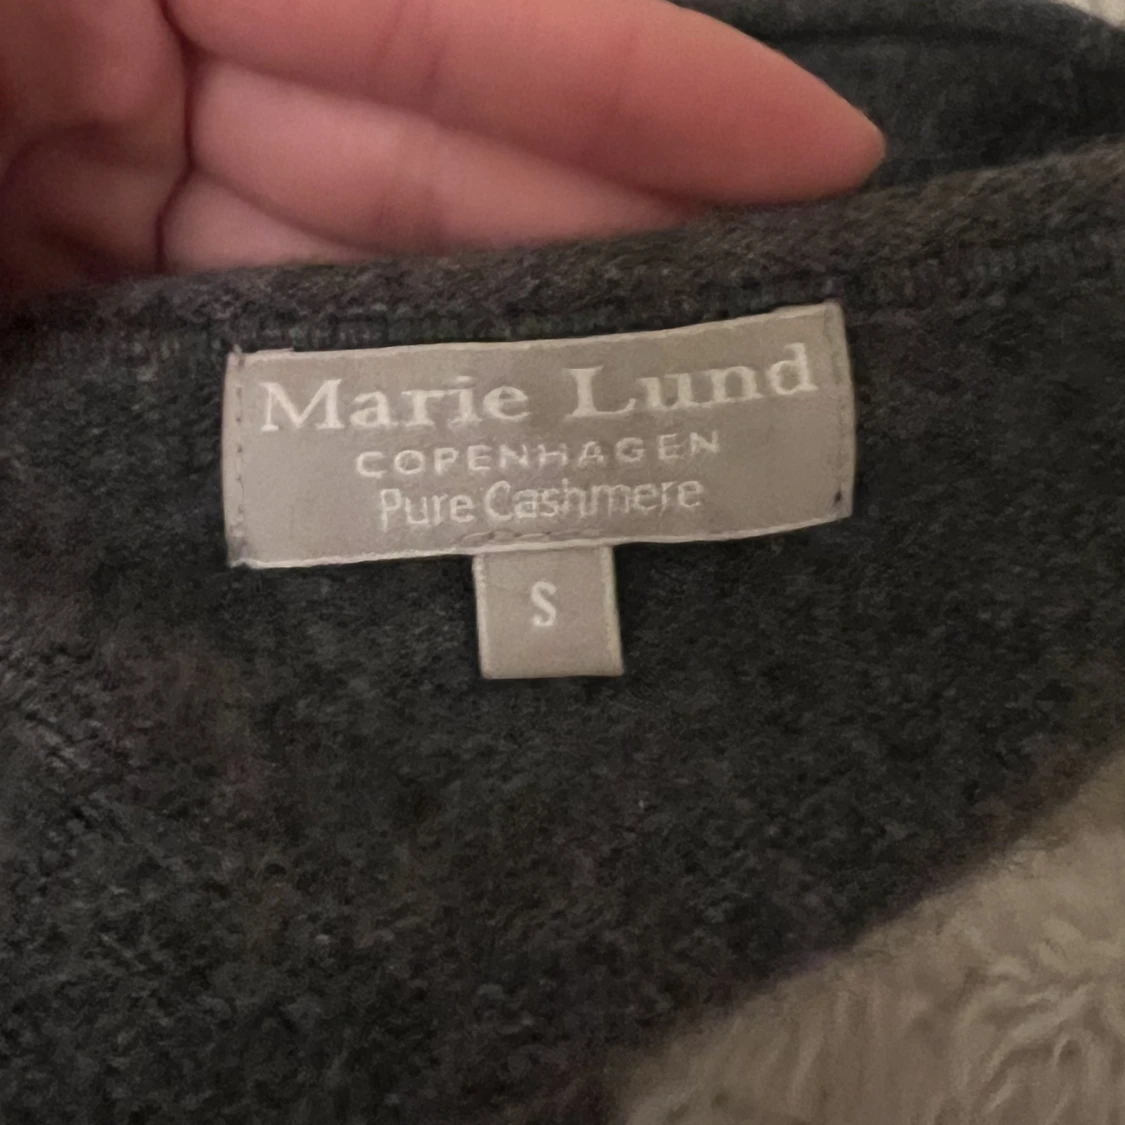 Marie Lund
COPENHAGEN
Pure Cashmere
S